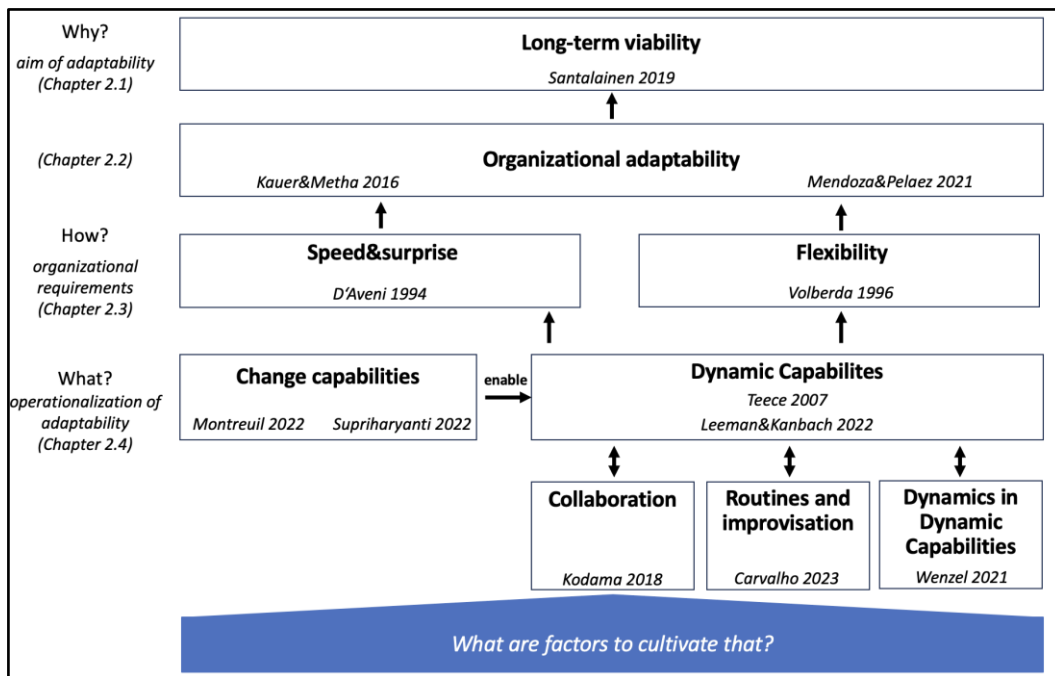 Why?
aim of adaptability
(Chapter 2.1)
Long-term viability
Santalainen 2019
(Chapter 2.2)
Organizational adaptability
Kauer&Metha 2016
Mendoza&Pelaez 2021
How?
organizational
requirements
(Chapter 2.3)
Speed&surprise
D'Aveni 1994
Flexibility
Volberda 1996
What?
operationalization of
adaptability
(Chapter 2.4)
Change capabilities
Montreuil 2022
Supriharyanti 2022
enable
Dynamic Capabilites
Teece 2007
Leeman&Kanbach 2022
Collaboration
Kodama 2018
Routines and
improvisation
Carvalho 2023
Dynamics in
Dynamic
Capabilities
Wenzel 2021
What are factors to cultivate that?